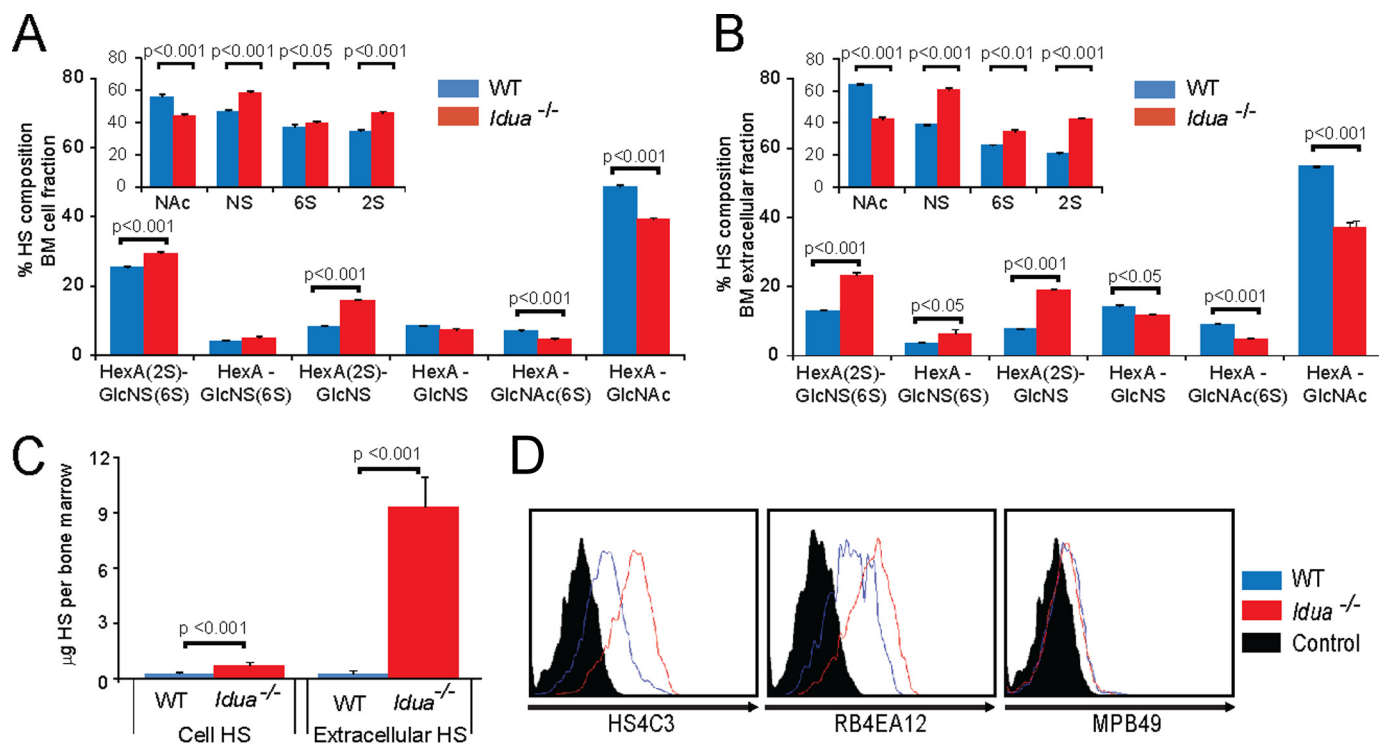 A
p<0.001 p<0.001 p<0.05 p<0.001
80
60
40
20
0
NAc NS 6S 2S
WT
Idua -/-
80
60
40
20
0
% HS composition
BM cell fraction
p<0.001
p<0.001
p<0.001
p<0.001
HexA(2S)-
GlcNS(6S)
HexA -
GlcNS(6S)
HexA(2S)-
GlcNS
HexA -
GlcNS
HexA -
GlcNAc(6S)
HexA -
GlcNAc
B
p<0.001 p<0.001 p<0.01 p<0.001
80
60
40
20
0
NAc NS 6S 2S
WT
Idua -/-
80
60
40
20
0
% HS composition
BM extracellular fraction
p<0.001
p<0.05
p<0.001
p<0.05
p<0.001
p<0.001
HexA(2S)-
GlcNS(6S)
HexA -
GlcNS(6S)
HexA(2S)-
GlcNS
HexA -
GlcNS
HexA -
GlcNAc(6S)
HexA -
GlcNAc
C
12
9
6
3
0
µg HS per bone marrow
p <0.001
p <0.001
WT Idua-/- WT Idua-/-
Cell HS Extracellular HS
D
HS4C3 RB4EA12 MPB49
WT
Idua -/-
Control